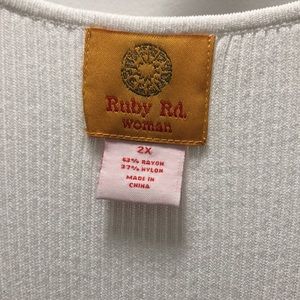 Ruby Rd.
woman
2X
63% RAYON
37% NYLON
MADE IN
CHINA